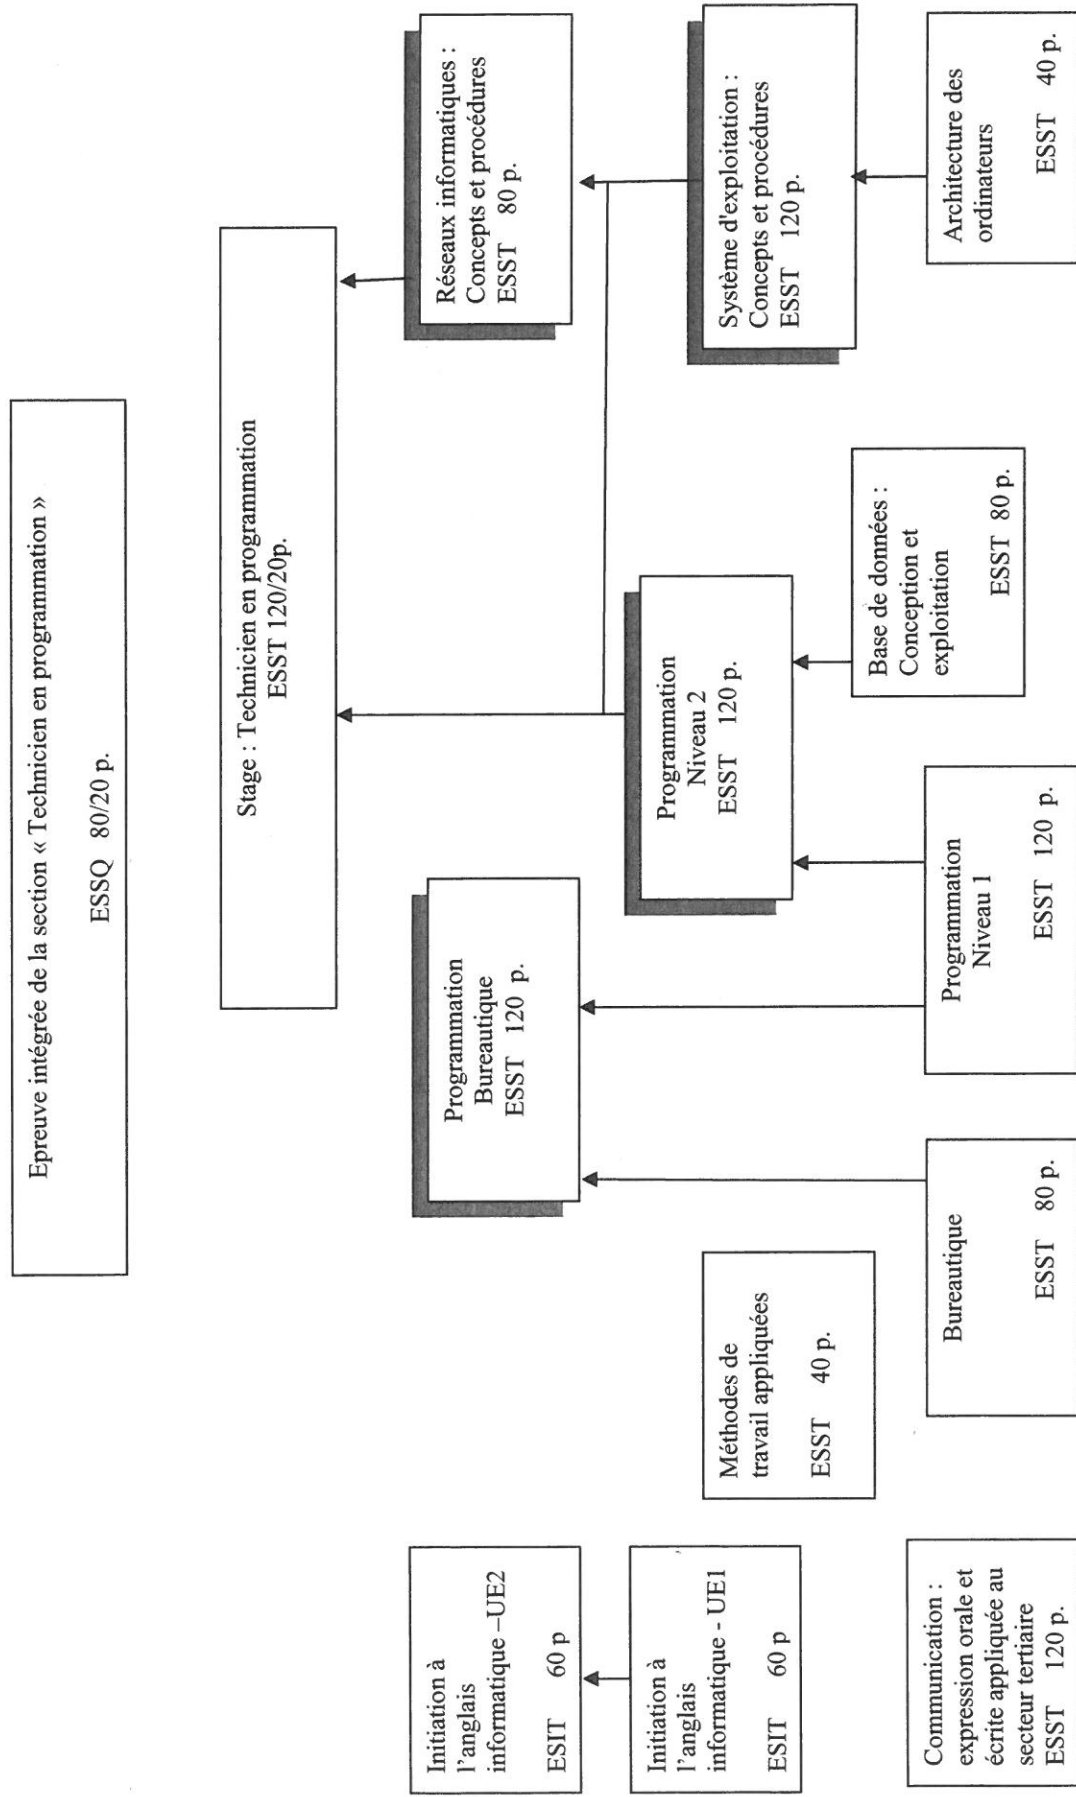 Epreuve intégrée de la section « Technicien en programmation »
ESSQ 80/20 p.
Stage : Technicien en programmation
ESST 120/20p.
Initiation à
l'anglais
informatique –UE2
ESIT 60 p
Programmation
Bureautique
ESST 120 p.
Réseaux informatiques :
Concepts et procédures
ESST 80 p.
Initiation à
l'anglais
informatique - UE1
ESIT 60 p
Méthodes de
travail appliquées
ESST 40 p.
Programmation
Niveau 2
ESST 120 p.
Système d'exploitation :
Concepts et procédures
ESST 120 p.
Base de données :
Conception et
exploitation
ESST 80 p.
Communication :
expression orale et
écrite appliquée au
secteur tertiaire
ESST 120 p.
Bureautique
ESST 80 p.
Programmation
Niveau 1
ESST 120 p.
Architecture des
ordinateurs
ESST 40 p.